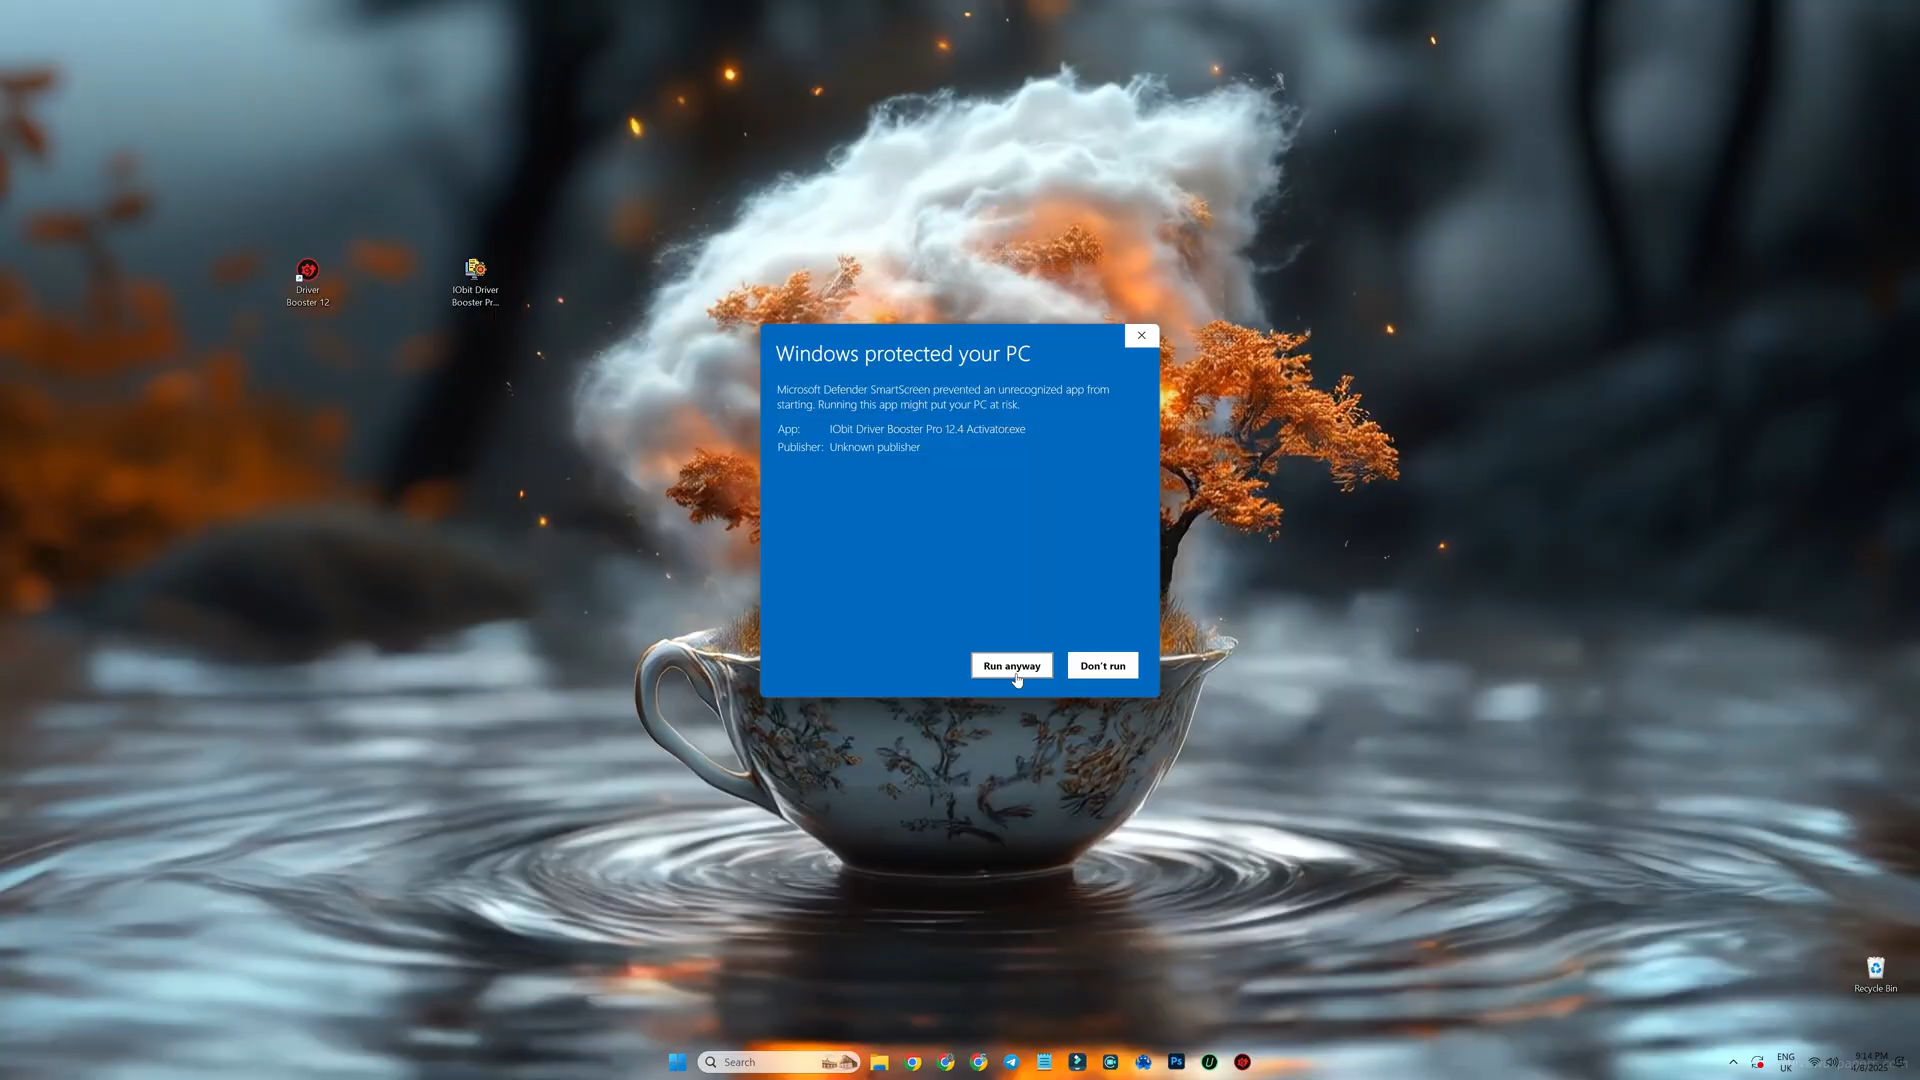 Driver
Booster 12
IObit Driver
Booster Pr...
Windows protected your PC
Microsoft Defender SmartScreen prevented an unrecognized app from
starting. Running this app might put your PC at risk.
App: IObit Driver Booster Pro 12.4 Activator.exe
Publisher: Unknown publisher
Run anyway
Don't run
Recycle Bin
Search
Ps
ENG
UK
9:14 PM
4/8/2025